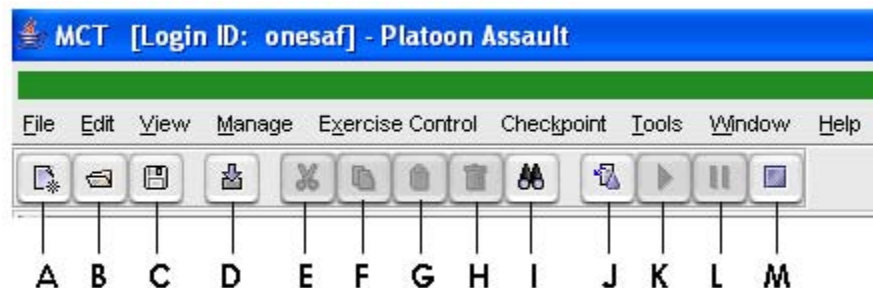 MCT [Login ID: onesaf] - Platoon Assault
File Edit View Manage Exercise Control Checkpoint Tools Window Help
A B C D E F G H I J K L M